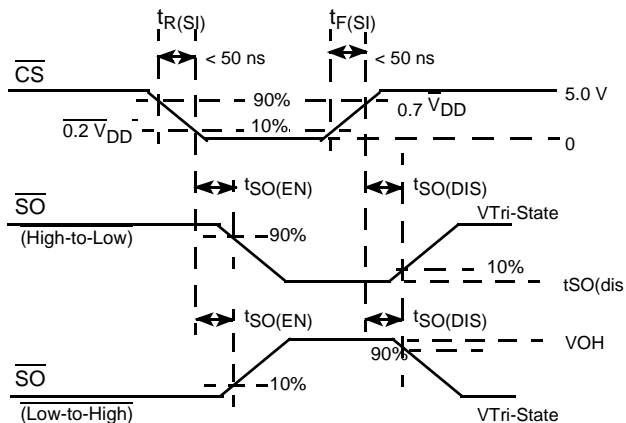 tR(SI)
tF(SI)
< 50 ns
< 50 ns
CS
5.0 V
90%
0.7 VDD
0.2 VDD
10%
0
tSO(EN)
tSO(DIS)
SO
VTri-State
(High-to-Low)
90%
10%
tSO(dis
tSO(EN)
tSO(DIS)
VOH
90%
SO
10%
(Low-to-High)
VTri-State